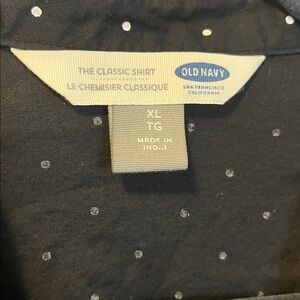 THE CLASSIC SHIRT
LE CHEMISIER CLASSIQUE
OLD NAVY
SAN FRANCISCO
CALIFORNIA
XL
TG
MADE IN
INDIA